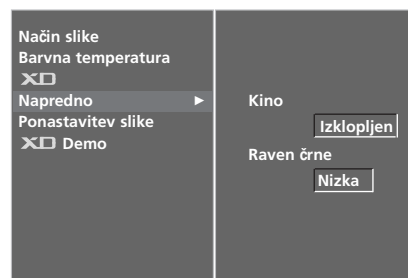 Način slike
Barvna temperatura
XD
Napredno ►
Ponastavitev slike
XD Demo
Kino
Izklopljen
Raven črne
Nizka